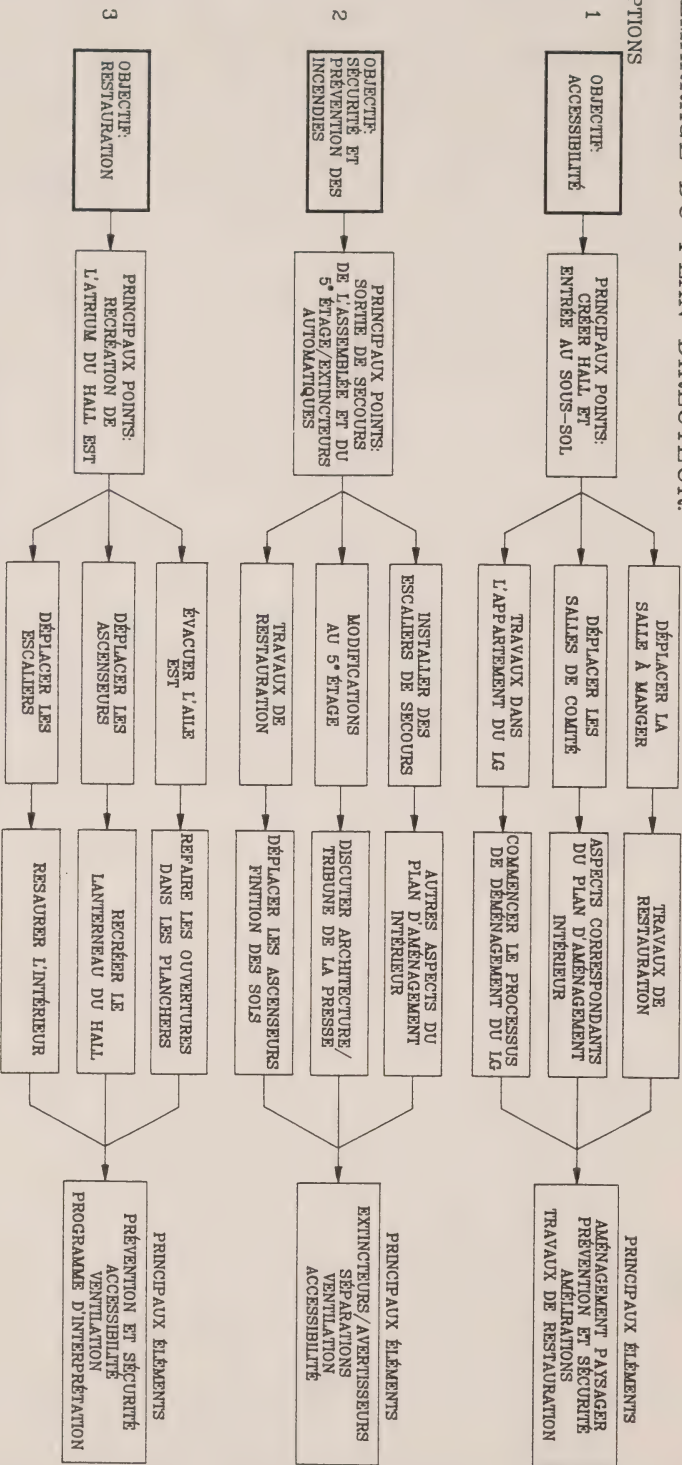 DU PLAN DIRECTEUR:
OPTIONS
1
OBJECTIF:
ACCESSIBILITÉ
PRINCIPAUX POINTS:
CRÉER HALL ET
ENTRÉE AU SOUS-SOL
DÉPLACER LA
SALLE À MANGER
DÉPLACER LES
SALLES DE COMITÉ
TRAVAUX DANS
L'APPARTEMENT DU LG
TRAVAUX DE
RESTAURATION
ASPECTS CORRESPONDANTS
DU PLAN D'AMÉNAGEMENT
INTÉRIEUR
COMMENCER LE PROCESSUS
DE DÉMÉNAGEMENT DU LG
PRINCIPAUX ÉLÉMENTS
AMÉNAGEMENT PAYSAGER
PRÉVENTION ET SÉCURITÉ
AMÉLIRATIONS
TRAVAUX DE RESTAURATION
2
OBJECTIF:
SÉCURITÉ ET
PRÉVENTION DES
INCENDIES
PRINCIPAUX POINTS:
SORTIE DE SECOURS
DE L'ASSEMBLÉE ET DU
5e ÉTAGE/EXTINCTEURS
AUTOMATIQUES
INSTALLER DES
ESCALIERS DE SECOURS
MODIFICATIONS
AU 5e ÉTAGE
TRAVAUX DE
RESTAURATION
AUTRES ASPECTS DU
PLAN D'AMÉNAGEMENT
INTÉRIEUR
DISCUTER ARCHITECTURE/
TRIBUNE DE LA PRESSE
DÉPLACER LES ASCENSEURS
FINITION DES SOLS
PRINCIPAUX ÉLÉMENTS
EXTINCTEURS/AVERTISSEURS
SÉPARATIONS
VENTILATION
ACCESSIBILITÉ
3
OBJECTIF:
RESTAURATION
PRINCIPAUX POINTS:
RECRÉATION DE
L'ATRIUM DU HALL EST
ÉVACUER L'AILE
EST
DÉPLACER LES
ASCENSEURS
DÉPLACER LES
ESCALIERS
REFAIRE LES OUVERTURES
DANS LES PLANCHERS
RECRÉER LE
LANTERNEAU DU HALL
RESAURER L'INTÉRIEUR
PRINCIPAUX ÉLÉMENTS
PRÉVENTION ET SÉCURITÉ
ACCESSIBILITÉ
VENTILATION
PROGRAMME D'INTERPRÉTATION